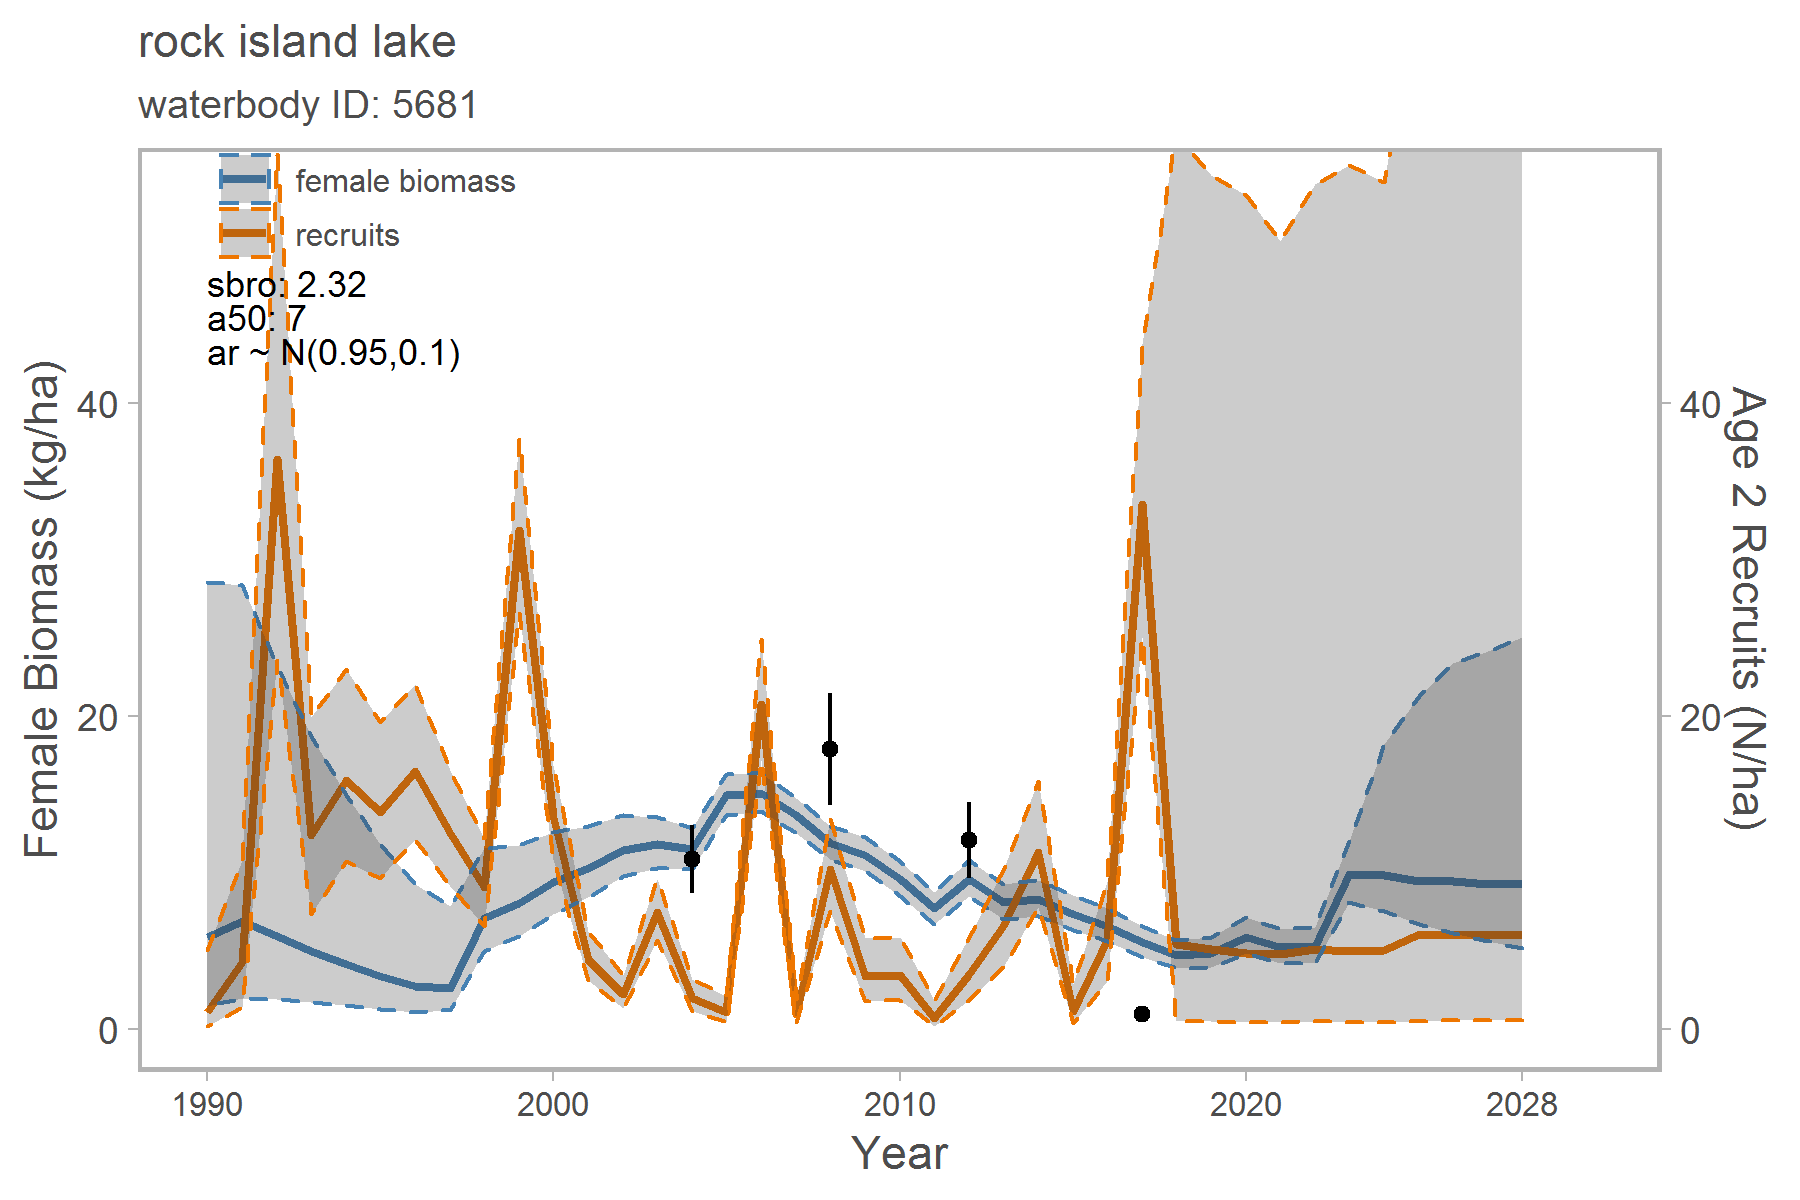 rock island lake
waterbody ID: 5681
female biomass
recruits
sbro: 2.32
a50: 7
ar ~ N(0.95,0.1)
Female Biomass (kg/ha)
40
20
0
40
20
0
Age 2 Recruits (N/ha)
1990
2000
2010
2020
2028
Year